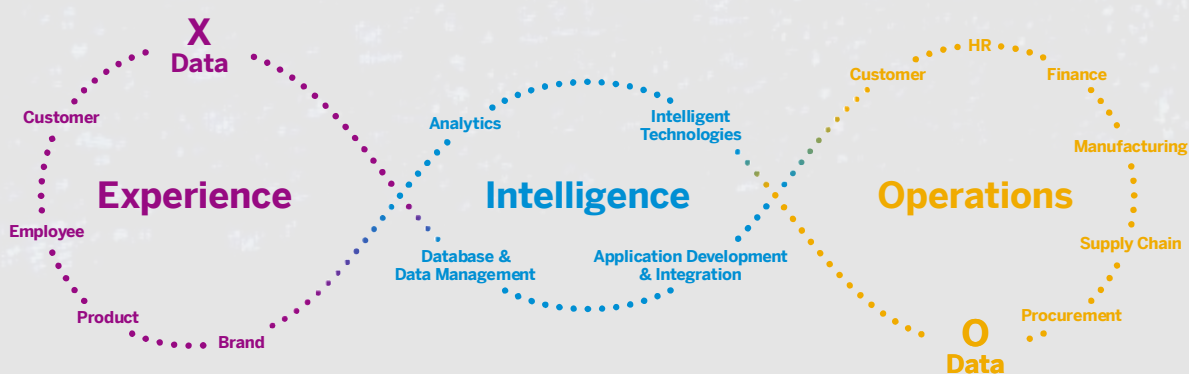 X
Data
Customer
Experience
Employee
Product
Brand
Analytics
Intelligent
Technologies
Intelligence
Database &
Data Management
Application Development
& Integration
Customer
HR
Finance
Manufacturing
Operations
Supply Chain
Procurement
O
Data